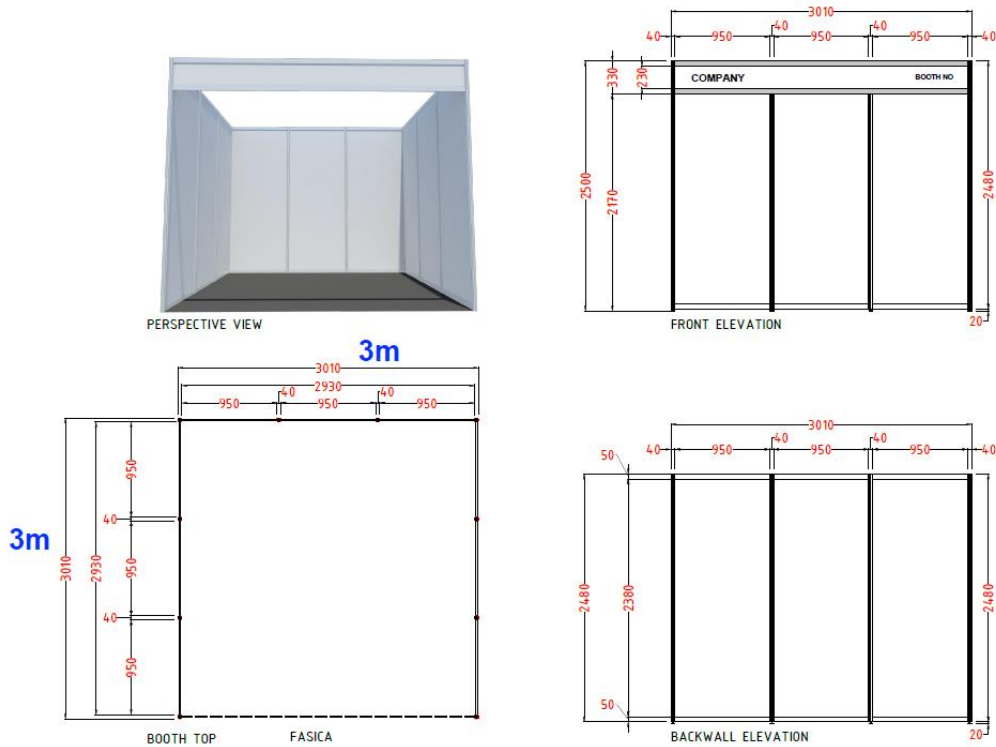 3010
40 950 40 950 40 950 40
330
230
COMPANY BOOTH NO
2500
2170
2480
20
PERSPECTIVE VIEW
FRONT ELEVATION
3m
3010
2930
40 40
950 950 950
950
40
3m
3010
2930
950
40
950
BOOTH TOP FASICA
3010
40 950 40 950 40 950 40
50
2480
2380
2480
50
20
BACKWALL ELEVATION